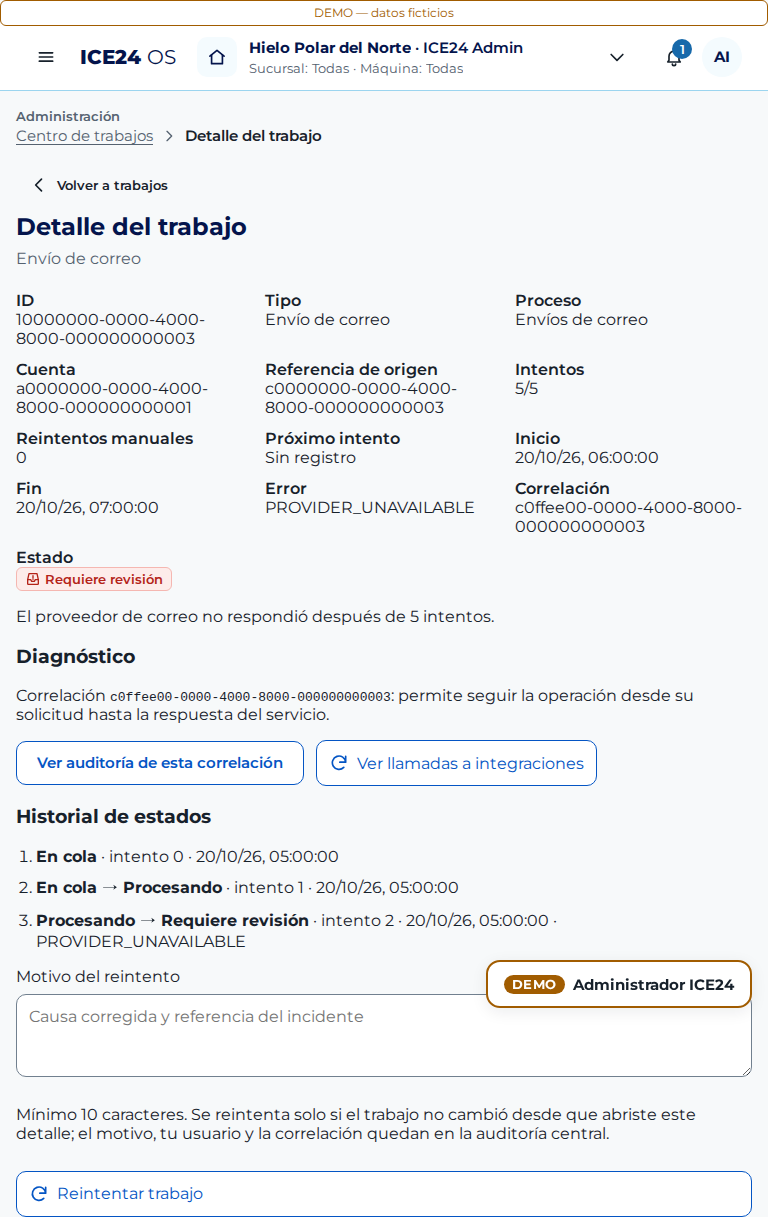 DEMO — datos ficticios
ICE24 OS
Hielo Polar del Norte · ICE24 Admin
Sucursal: Todas · Máquina: Todas
1
AI
Administración
Centro de trabajos > Detalle del trabajo
Volver a trabajos
Detalle del trabajo
Envío de correo
ID
10000000-0000-4000-
8000-000000000003
Tipo
Envío de correo
Proceso
Envíos de correo
Cuenta
a0000000-0000-4000-
8000-000000000001
Referencia de origen
c0000000-0000-4000-
8000-000000000003
Intentos
5/5
Reintentos manuales
0
Próximo intento
Sin registro
Inicio
20/10/26, 06:00:00
Fin
20/10/26, 07:00:00
Error
PROVIDER_UNAVAILABLE
Correlación
c0ffee00-0000-4000-8000-
000000000003
Estado
Requiere revisión
El proveedor de correo no respondió después de 5 intentos.
Diagnóstico
Correlación c0ffee00-0000-4000-8000-000000000003: permite seguir la operación desde su
solicitud hasta la respuesta del servicio.
Ver auditoría de esta correlación
Ver llamadas a integraciones
Historial de estados
1. En cola · intento 0 · 20/10/26, 05:00:00
2. En cola → Procesando · intento 1 · 20/10/26, 05:00:00
3. Procesando → Requiere revisión · intento 2 · 20/10/26, 05:00:00 ·
PROVIDER_UNAVAILABLE
Motivo del reintento
DEMO Administrador ICE24
Causa corregida y referencia del incidente
Mínimo 10 caracteres. Se reintenta solo si el trabajo no cambió desde que abriste este
detalle; el motivo, tu usuario y la correlación quedan en la auditoría central.
Reintentar trabajo